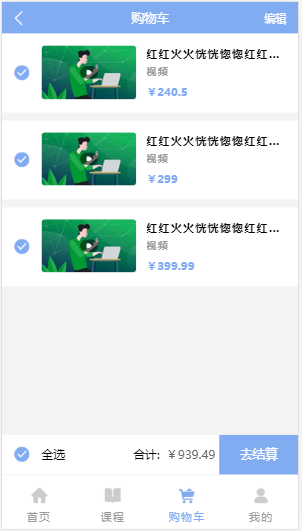 购物车
编辑
红红火火恍恍惚惚红红...
视频
￥240.5
红红火火恍恍惚惚红红...
视频
￥299
红红火火恍恍惚惚红红...
视频
￥399.99
全选
合计: ￥939.49
去结算
首页
课程
购物车
我的